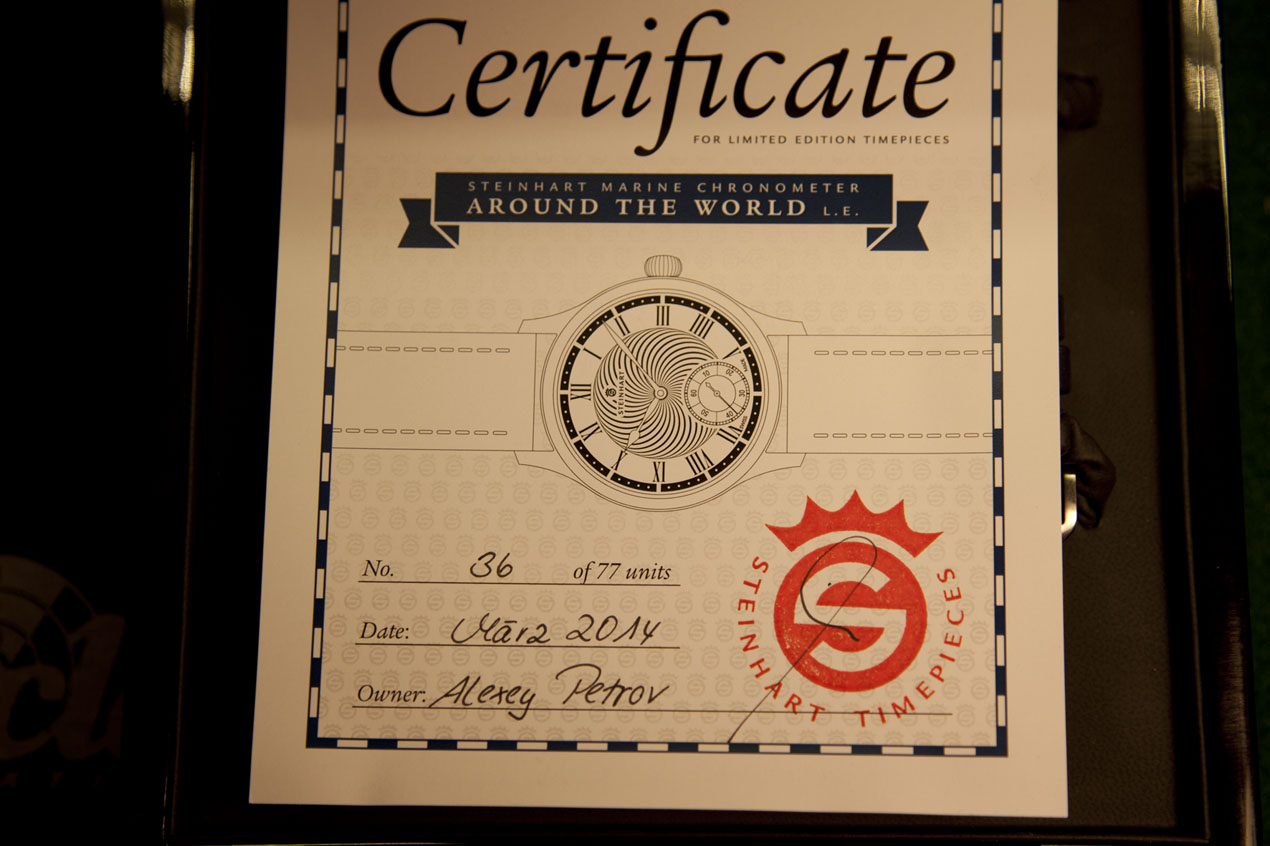 Certificate
FOR LIMITED EDITION TIMEPIECES
STEINHART MARINE CHRONOMETER
AROUND THE WORLD L.E.
STEINHART
No. 36 of 77 units
Date: März 2014
Owner: Alexey Petrov
STEINHART TIMEPIECES